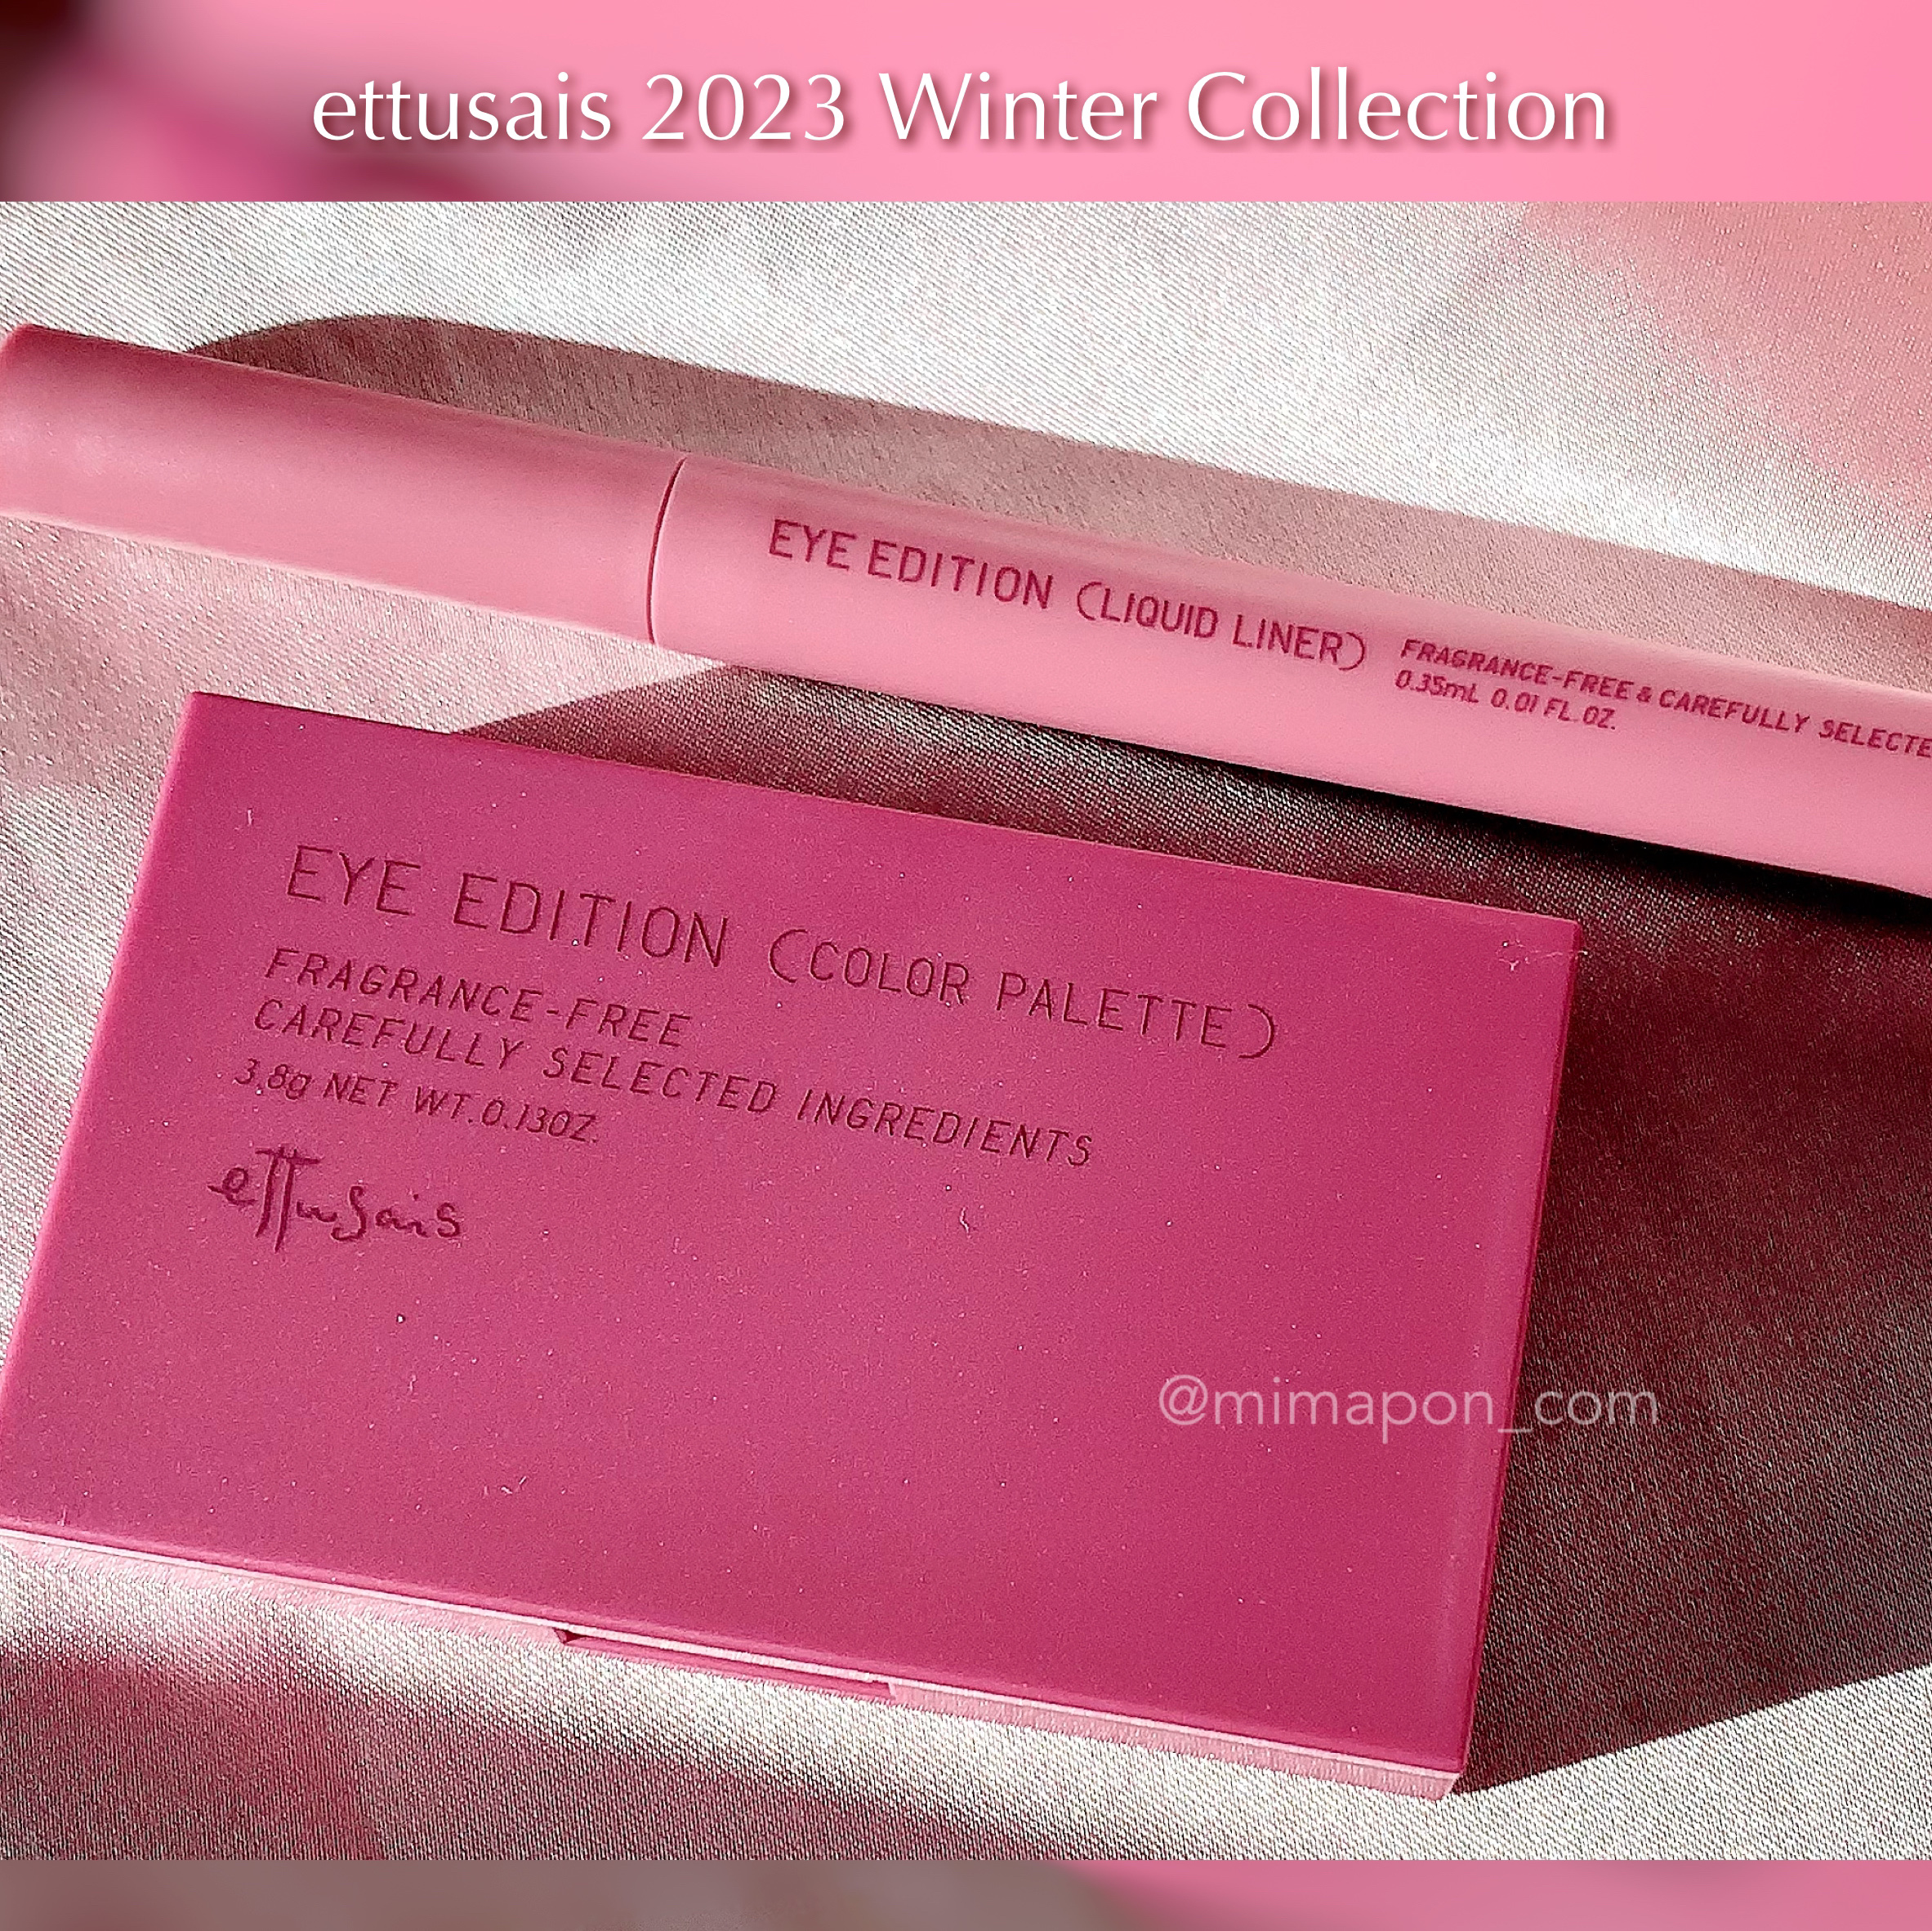 ettusais 2023 Winter Collection
EYE EDITION (LIQUID LINER)
FRAGRANCE-FREE & CAREFULLY
0.35mL 0.01 FL.OZ.
EYE EDITION (COLOR PALETTE)
FRAGRANCE-FREE
CAREFULLY SELECTED INGREDIENTS
3.8g NET WT.0.13OZ.
ettusais
@mimapon_com